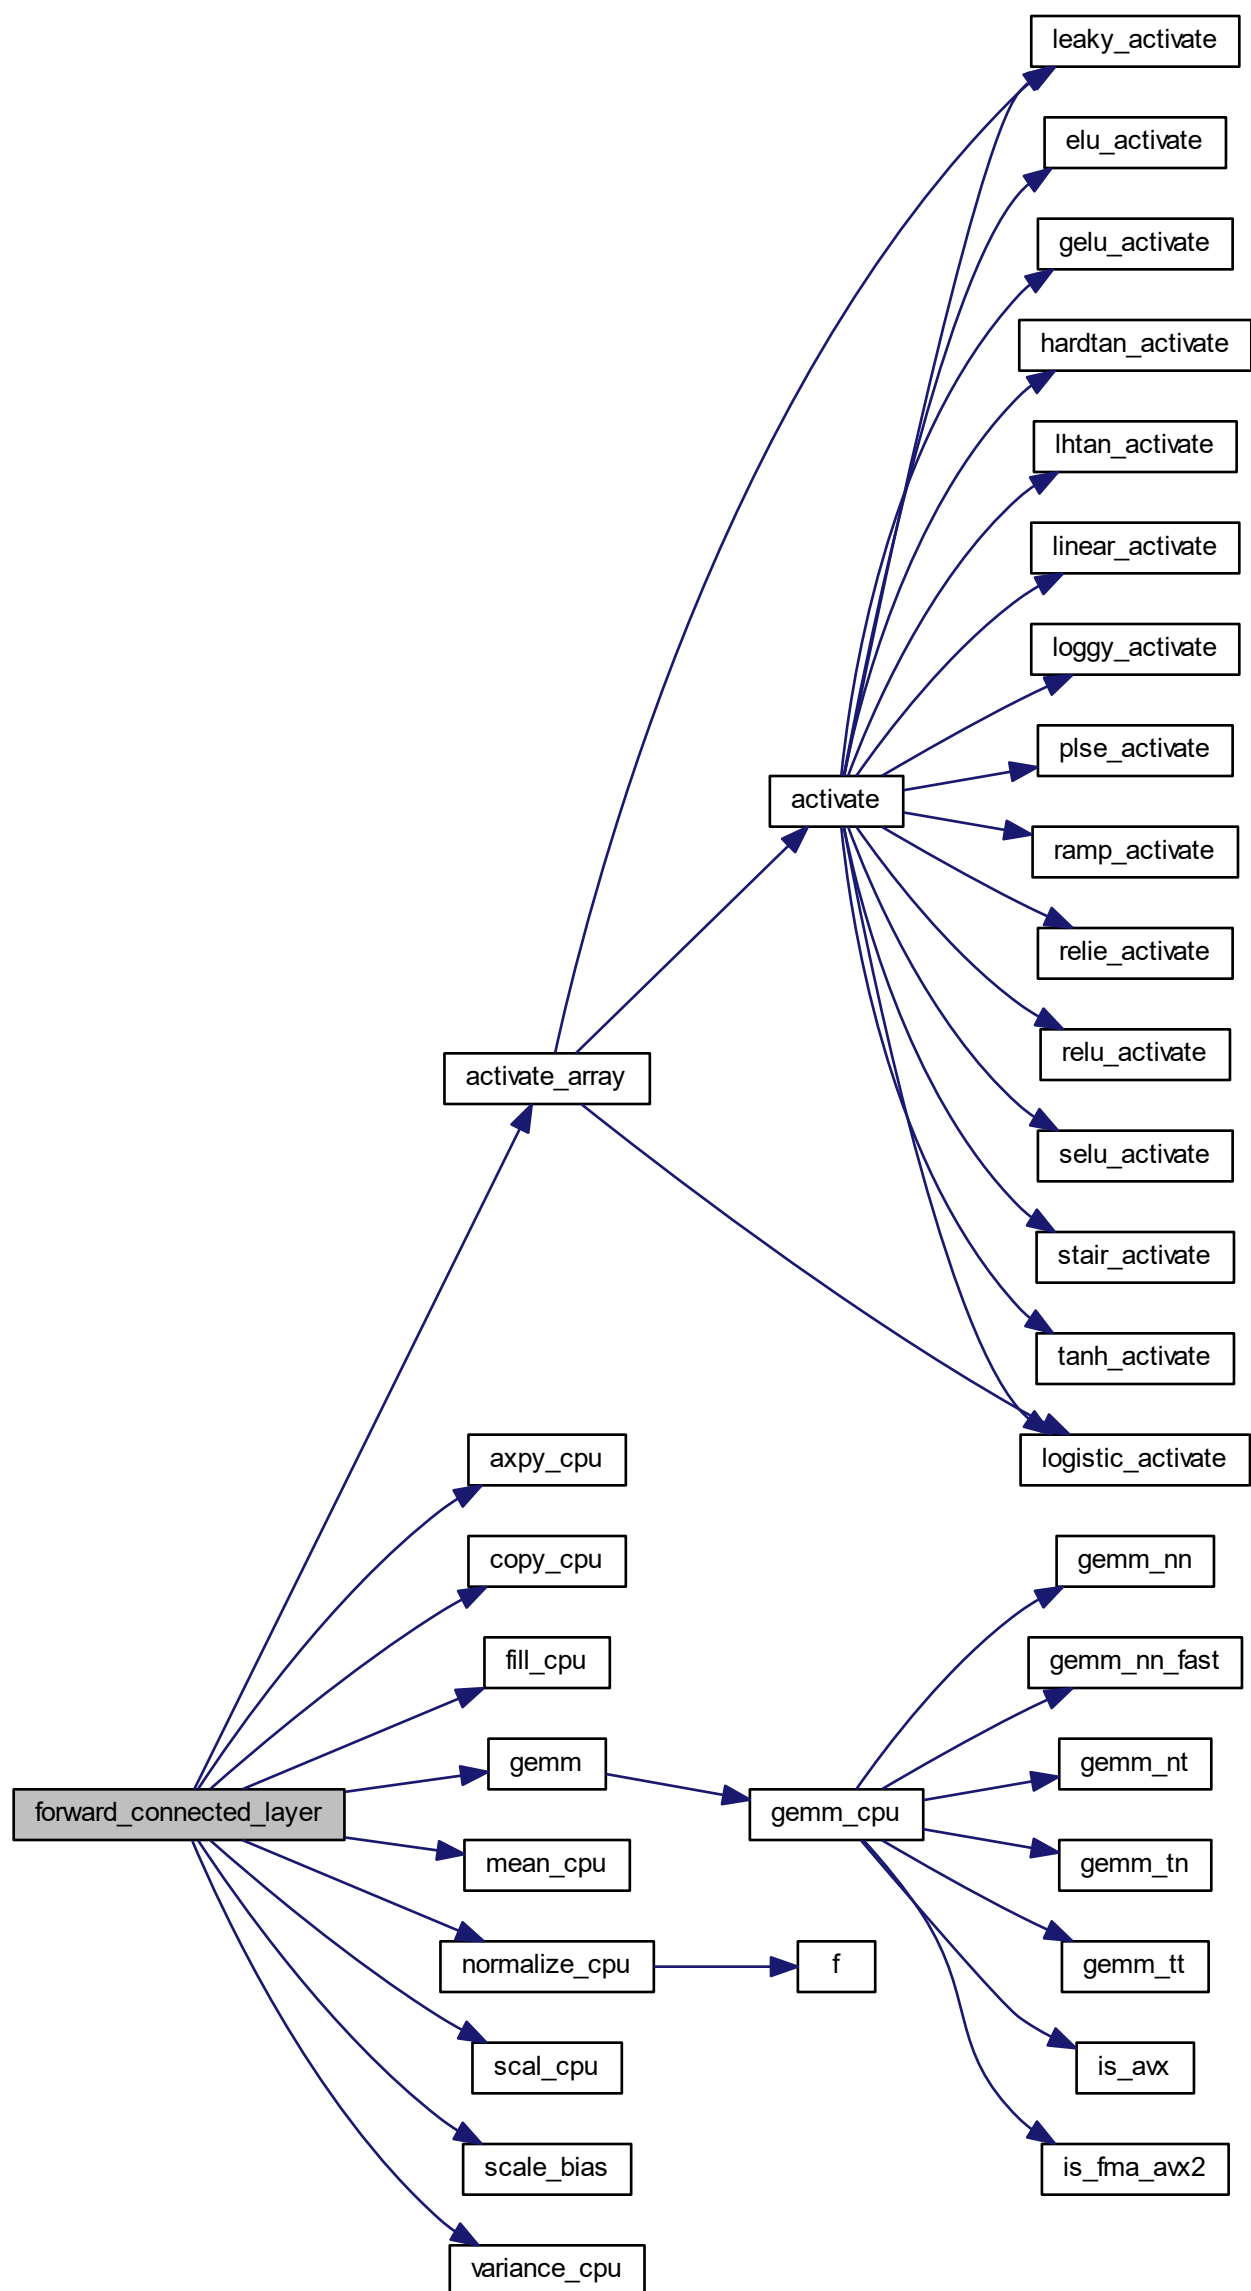 leaky_activate
elu_activate
gelu_activate
hardtan_activate
lhtan_activate
linear_activate
loggy_activate
plse_activate
activate
ramp_activate
relie_activate
relu_activate
activate_array
selu_activate
stair_activate
tanh_activate
axpy_cpu
logistic_activate
copy_cpu
gemm_nn
fill_cpu
gemm_nn_fast
gemm
gemm_nt
forward_connected_layer
gemm_cpu
mean_cpu
gemm_tn
normalize_cpu
f
gemm_tt
scal_cpu
is_avx
scale_bias
is_fma_avx2
variance_cpu